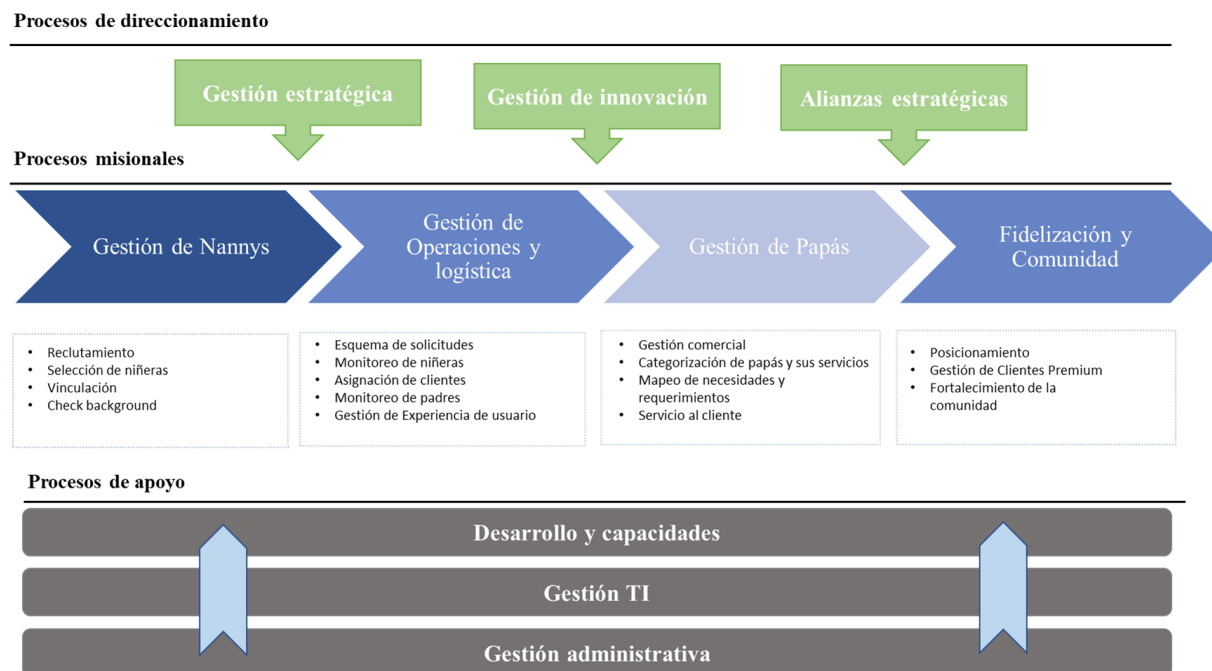 Procesos de direccionamiento
Gestión estratégica
Gestión de innovación
Alianzas estratégicas
Procesos misionales
Gestión de Nannys
Gestión de
Operaciones y
logística
Gestión de Papás
Fidelización y
Comunidad
• Reclutamiento
• Selección de niñeras
• Vinculación
• Check background
• Esquema de solicitudes
• Monitoreo de niñeras
• Asignación de clientes
• Monitoreo de padres
• Gestión de Experiencia de usuario
• Gestión comercial
• Categorización de papás y sus servicios
• Mapeo de necesidades y
requerimientos
• Servicio al cliente
• Posicionamiento
• Gestión de Clientes Premium
• Fortalecimiento de la
comunidad
Procesos de apoyo
Desarrollo y capacidades
Gestión TI
Gestión administrativa